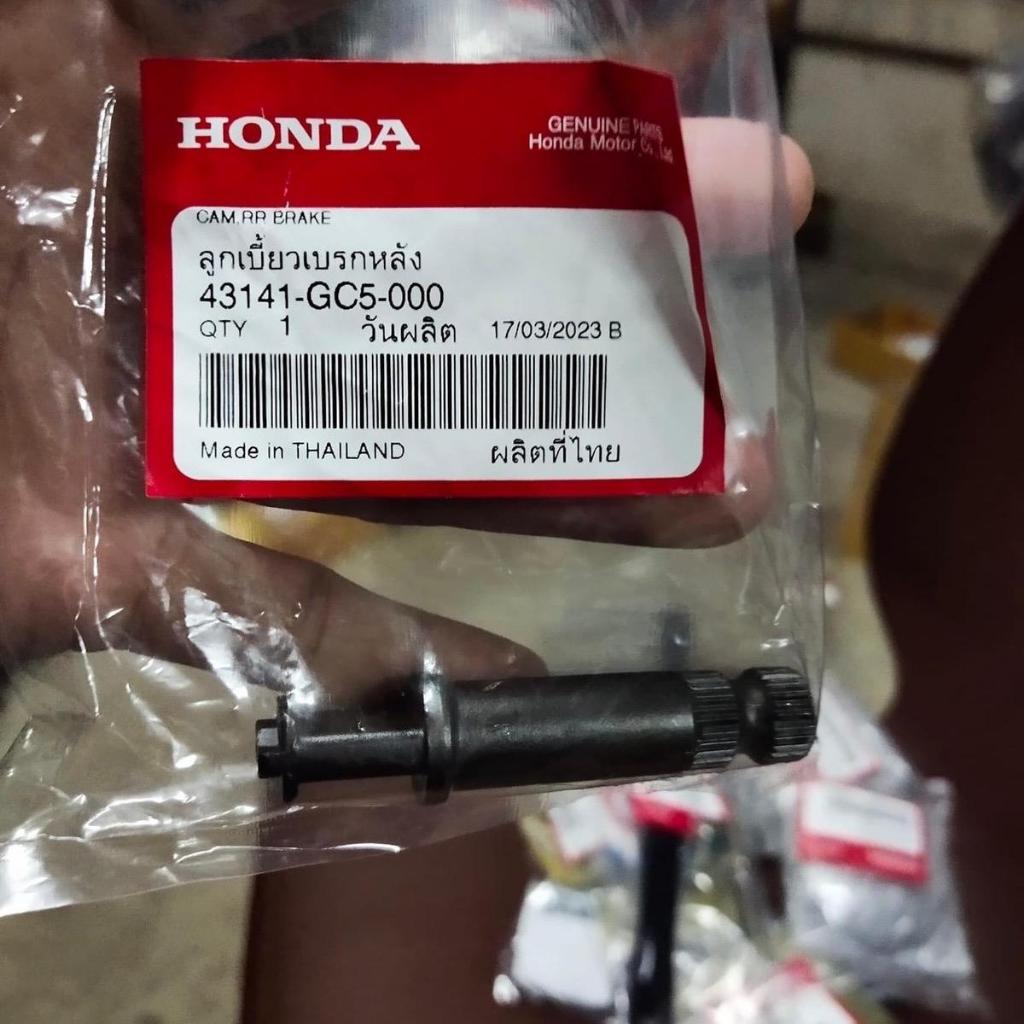 HONDA
GENUINE PARTS
Honda Motor Co., Ltd
CAM,RR BRAKE
ลูกเบี้ยวเบรกหลัง
43141-GC5-000
QTY 1 วันผลิต 17/03/2023 B
Made in THAILAND ผลิตที่ไทย